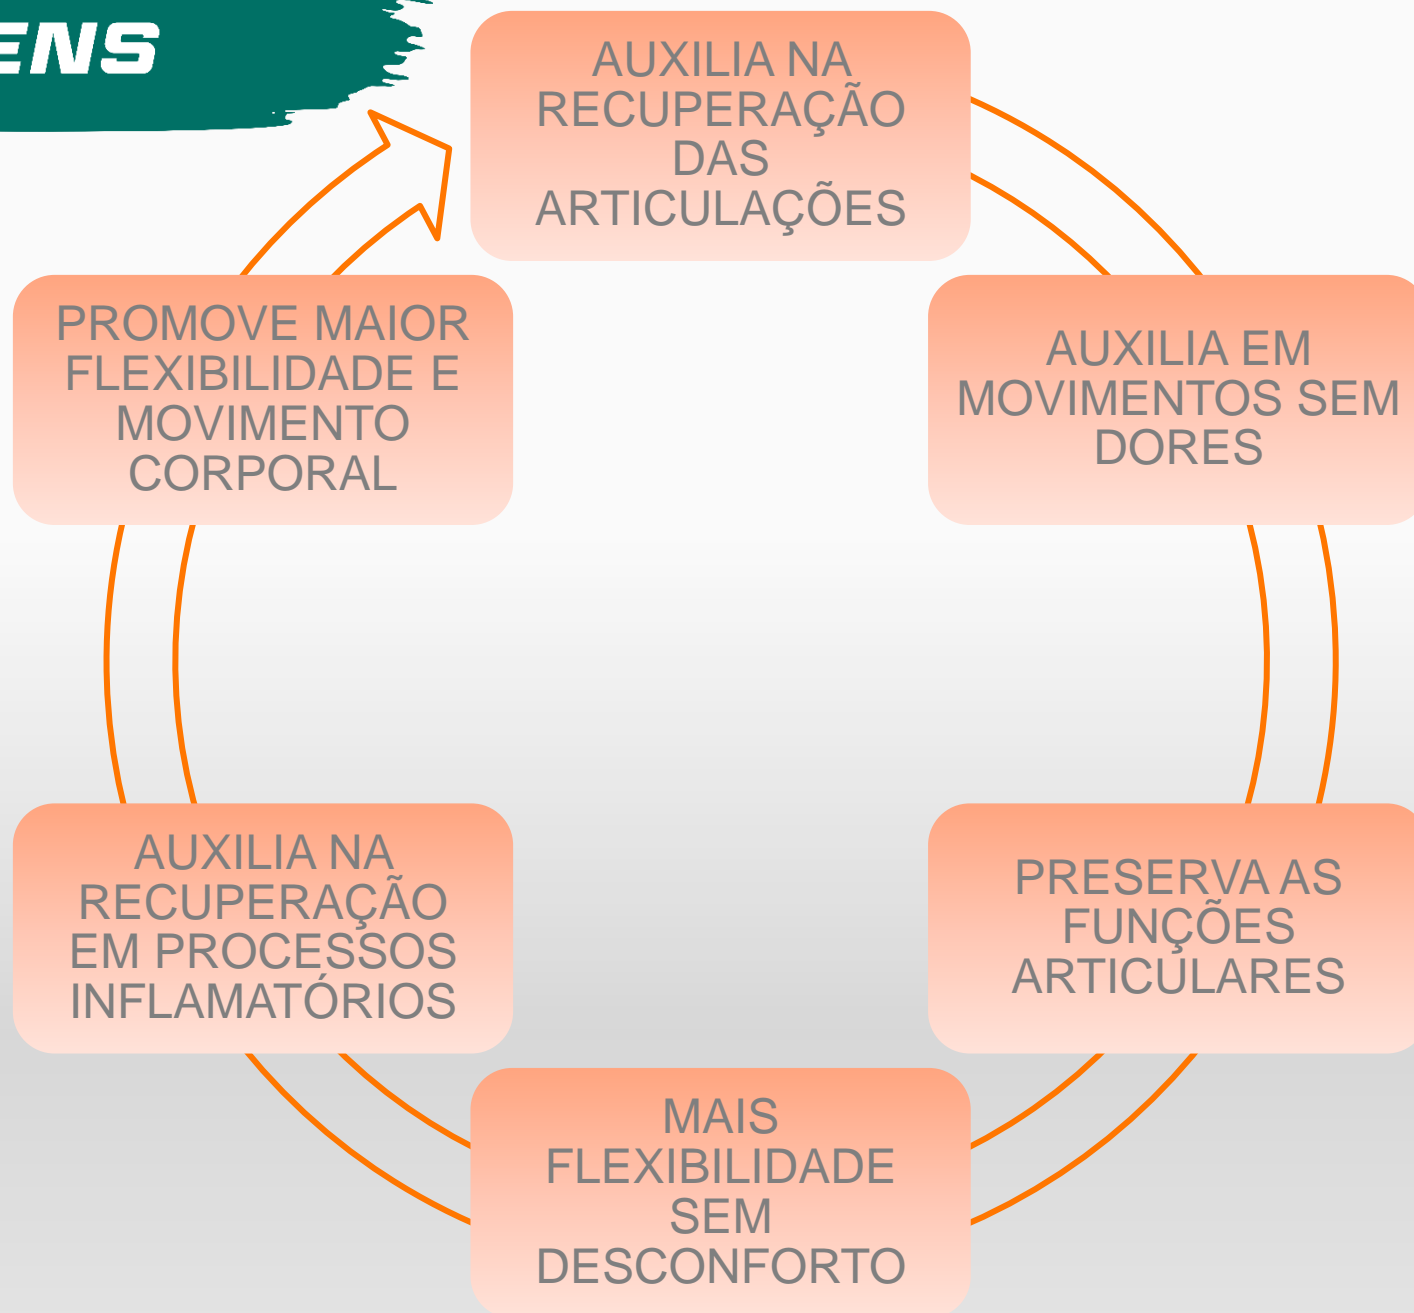 ENS
AUXILIA NA
RECUPERAÇÃO
DAS
ARTICULAÇÕES
AUXILIA EM
MOVIMENTOS SEM
DORES
PRESERVA AS
FUNÇÕES
ARTICULARES
MAIS
FLEXIBILIDADE
SEM
DESCONFORTO
AUXILIA NA
RECUPERAÇÃO
EM PROCESSOS
INFLAMATÓRIOS
PROMOVE MAIOR
FLEXIBILIDADE E
MOVIMENTO
CORPORAL